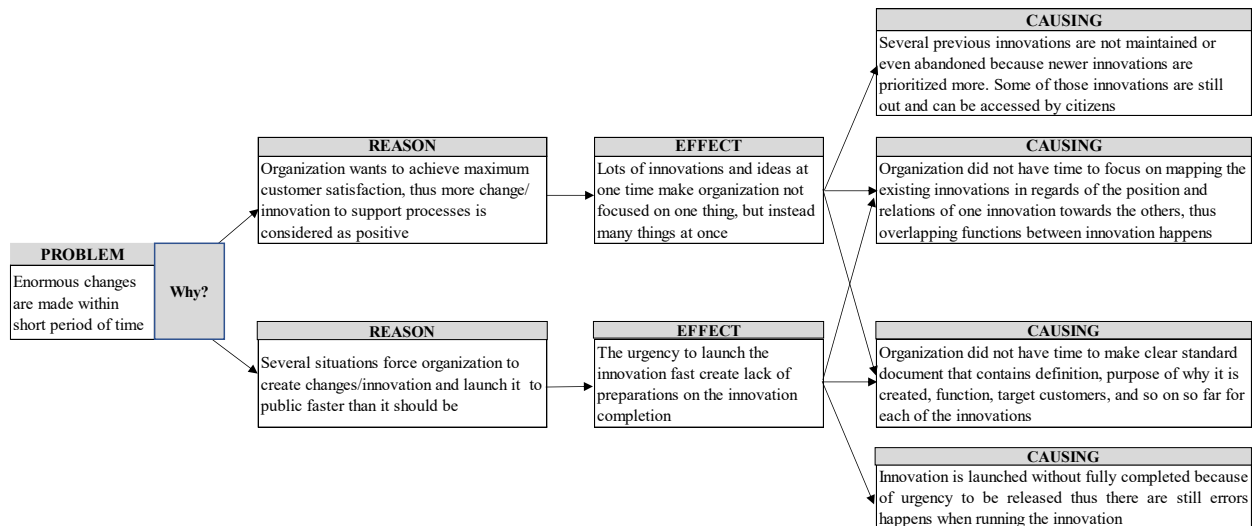 PROBLEM
Enormous changes
are made within
short period of time
Why?
REASON
Organization wants to achieve maximum
customer satisfaction, thus more change/
innovation to support processes is
considered as positive
REASON
Several situations force organization to
create changes/innovation and launch it to
public faster than it should be
EFFECT
Lots of innovations and ideas at
one time make organization not
focused on one thing, but instead
many things at once
EFFECT
The urgency to launch the
innovation fast create lack of
preparations on the innovation
completion
CAUSING
Several previous innovations are not maintained or
even abandoned because newer innovations are
prioritized more. Some of those innovations are still
out and can be accessed by citizens
CAUSING
Organization did not have time to focus on mapping the
existing innovations in regards of the position and
relations of one innovation towards the others, thus
overlapping functions between innovation happens
CAUSING
Organization did not have time to make clear standard
document that contains definition, purpose of why it is
created, function, target customers, and so on so far for
each of the innovations
CAUSING
Innovation is launched without fully completed because
of urgency to be released thus there are still errors
happens when running the innovation